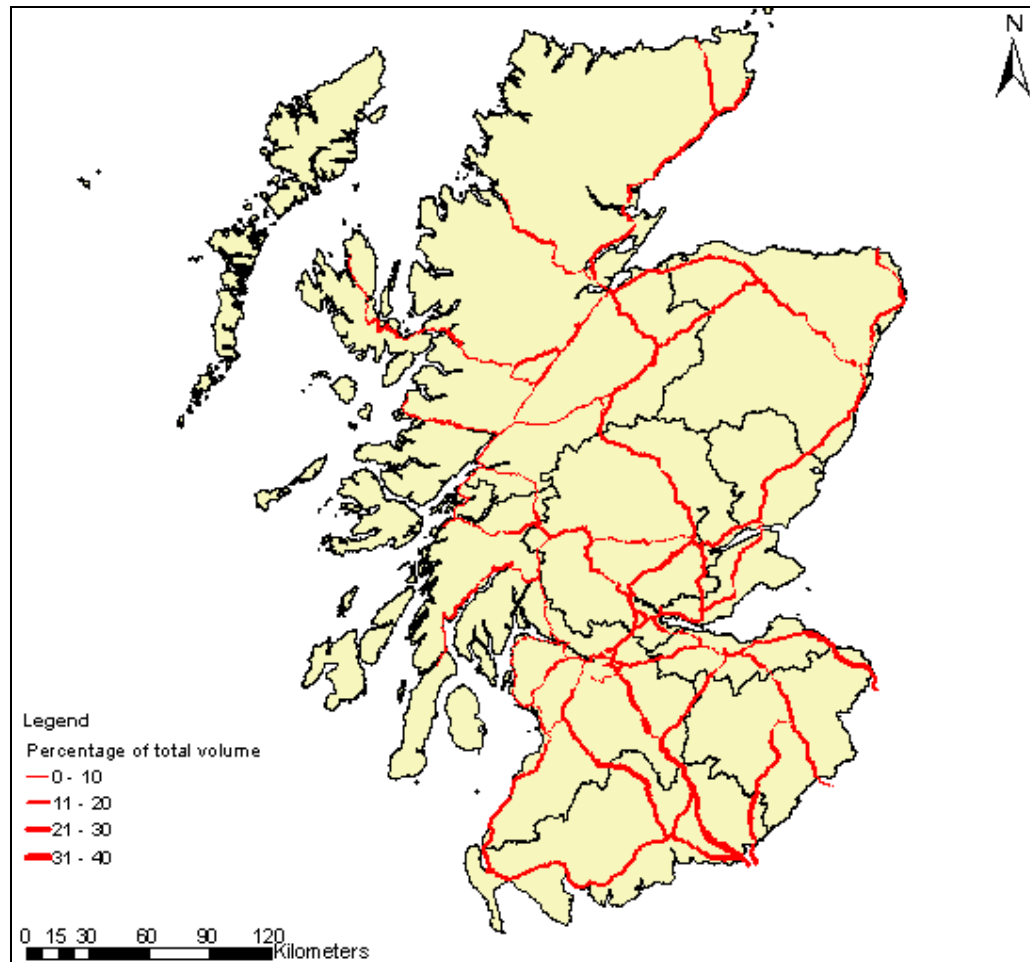 N
Legend
Percentage of total volume
0 - 10
11 - 20
21 - 30
31 - 40
0 15 30 60 90 120
Kilometers